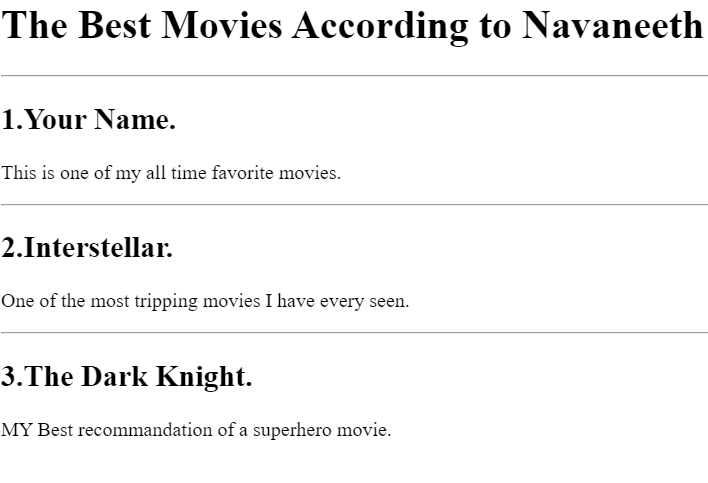 The Best Movies According to Navaneeth
1.Your Name.
This is one of my all time favorite movies.
2.Interstellar.
One of the most tripping movies I have every seen.
3.The Dark Knight.
MY Best recommandation of a superhero movie.